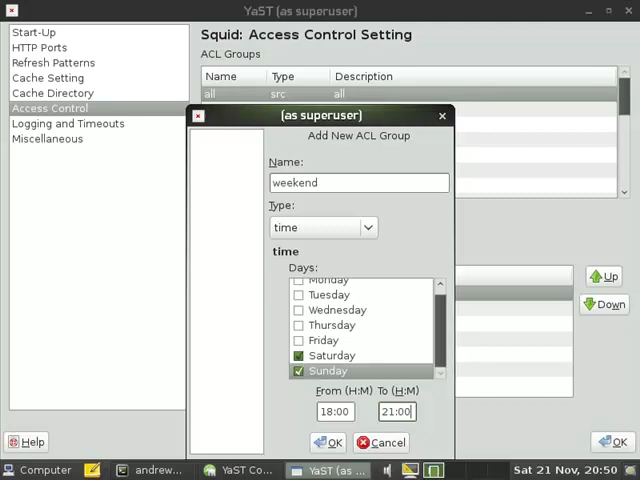 YaST (as superuser)
Start-Up
HTTP Ports
Refresh Patterns
Cache Setting
Cache Directory
Access Control
Logging and Timeouts
Miscellaneous
Squid: Access Control Setting
ACL Groups
Name Type Description
all src all
(as superuser)
Add New ACL Group
Name:
weekend
Type:
time
time
Days:
Monday
Tuesday
Wednesday
Thursday
Friday
Saturday
Sunday
From (H:M) To (H:M)
18:00 21:00
OK Cancel
Up
Down
Help
OK
Computer andrew... YaST Co... YaST (as ... Sat 21 Nov, 20:50